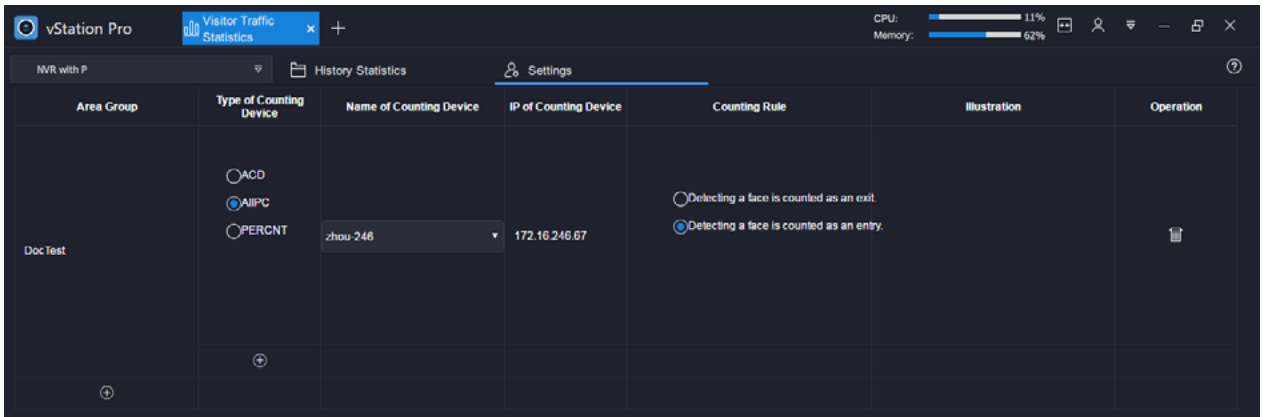 vStation Pro
Visitor Traffic
Statistics
CPU:
11%
Memory:
62%
NVR with P
History Statistics
Settings
Area Group
Type of Counting
Device
Name of Counting Device
IP of Counting Device
Counting Rule
Illustration
Operation
DocTest
ACD
AIIPC
PERCNT
zhou-246
172.16.246.67
Detecting a face is counted as an exit.
Detecting a face is counted as an entry.